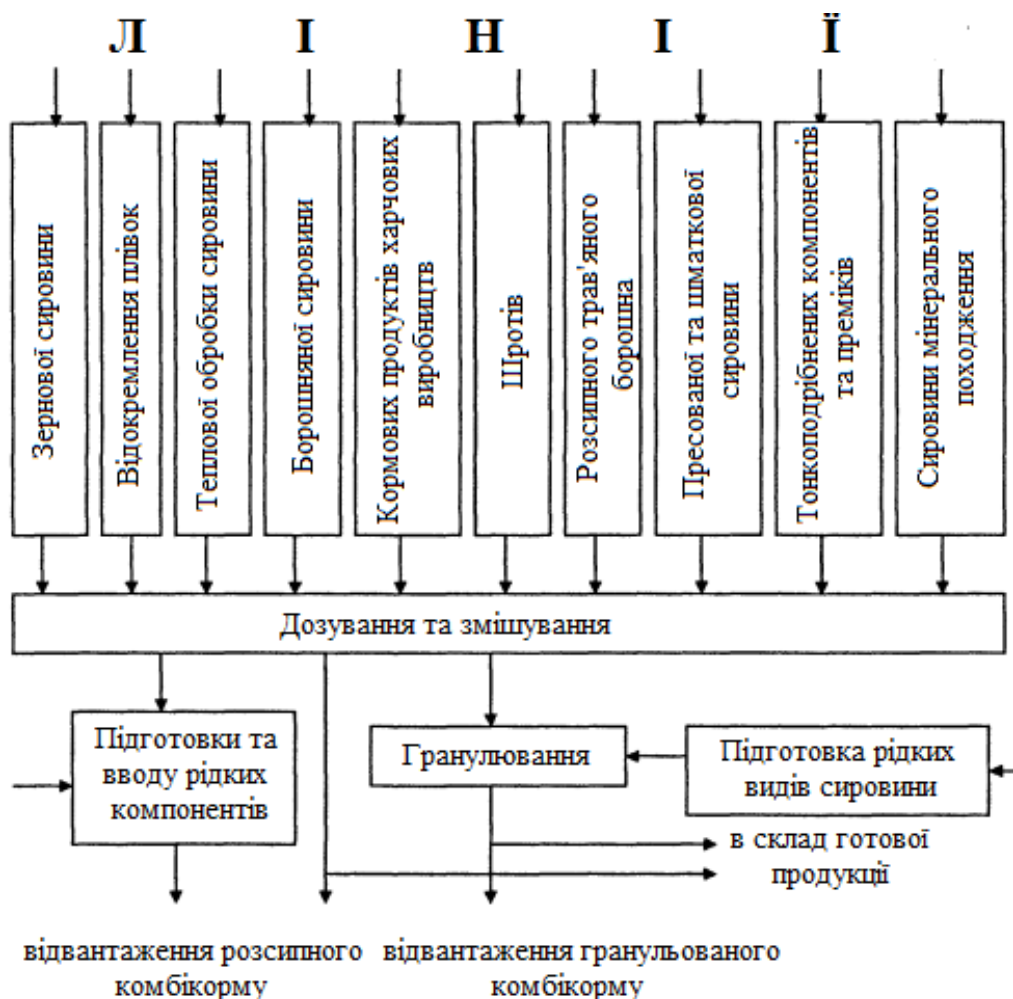 Л І Н І Ї
Зернової сировини
Відокремлення плівок
Теплової обробки сировини
Борошняної сировини
Кормових продуктів харчових
виробництв
Шротів
Розсипного трав'яного
борошна
Пресованої та шматкової
сировини
Тонкоподрібнених компонентів
та преміків
Сировини мінерального
походження
Дозування та змішування
Підготовки та
вводу рідких
компонентів
Гранулювання
Підготовка рідких
видів сировини
в склад готової
продукції
відвантаження розсипного
комбікорму
відвантаження гранульованого
комбікорму